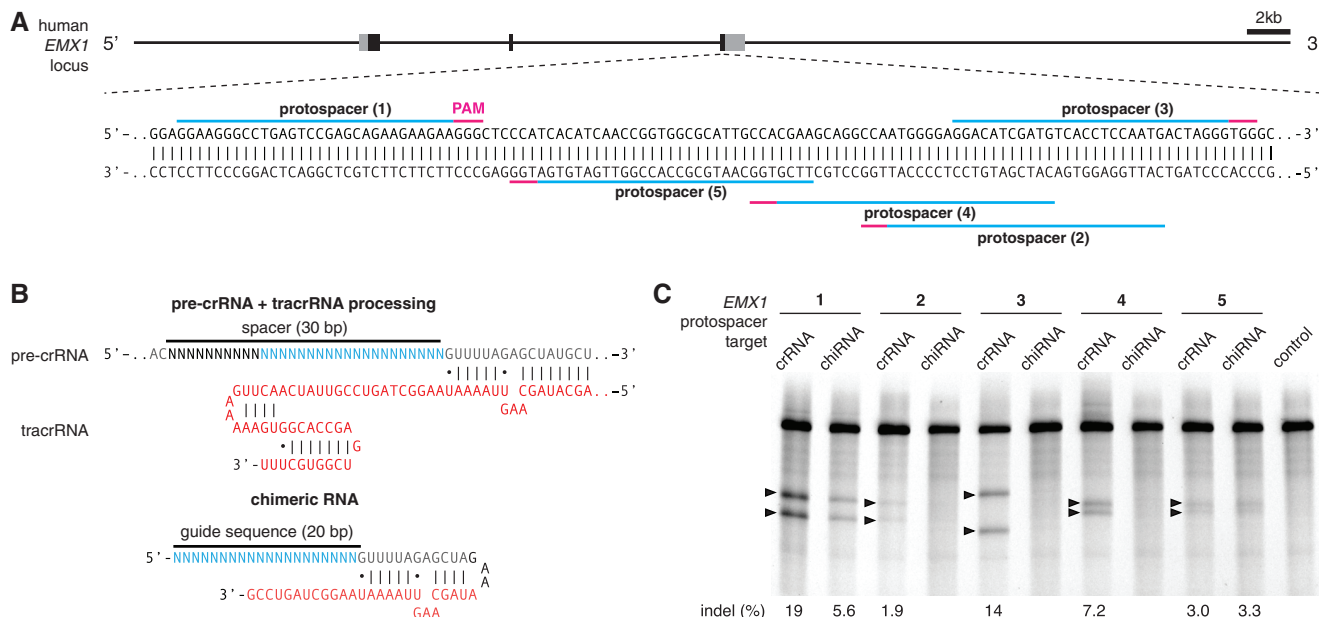 A
human
EMX1
locus
5’
3
2kb
protospacer (1)
PAM
protospacer (3)
5’-..GGAGGAAGGGCCTGAGTCCGAGCAGAAGAAGAAGGGCTCCCATCACATCAACCGGTGGCGCATTGCCACGAAGCAGGCCAATGGGGAGGACATCGATGTCACCTCCAATGACTAGGGTGGGC..-3’
3’-..CCTCCTTCCCGGACTCAGGCTCGTCTTCTTCTTCCCGAGGGTAGTGTAGTTGGCCACCGCGTAACGGTGCTTCGTCCGGTTACCCCTCCTGTAGCTACAGTGGAGGTTACTGATCCCACCCG..-5’
protospacer (5)
protospacer (4)
protospacer (2)
B
pre-crRNA + tracrRNA processing
spacer (30 bp)
pre-crRNA
5’-ACNNNNNNNNNNNNNNNNNNNNNNNNNNNNNNGUUUUAGAGCUAUGCU..-3’
GUUCAACUAUUGCCUGAUCGGAAUAAAAUU CGAUACGA..-5’
A
A
GAA
tracrRNA
AAAGUGGCACCGA
G
3’-UUUCGUGGCU
chimeric RNA
guide sequence (20 bp)
5’-NNNNNNNNNNNNNNNNNNNNGUUUUAGAGCUAG
A
A
3’-GCCUGAUCGGAAUAAAAUU CGAUA
GAA
C
EMX1
protospacer
target
1 2 3 4 5
crRNA chiRNA crRNA chiRNA crRNA chiRNA crRNA chiRNA crRNA chiRNA control
indel (%) 19 5.6 1.9 14 7.2 3.0 3.3